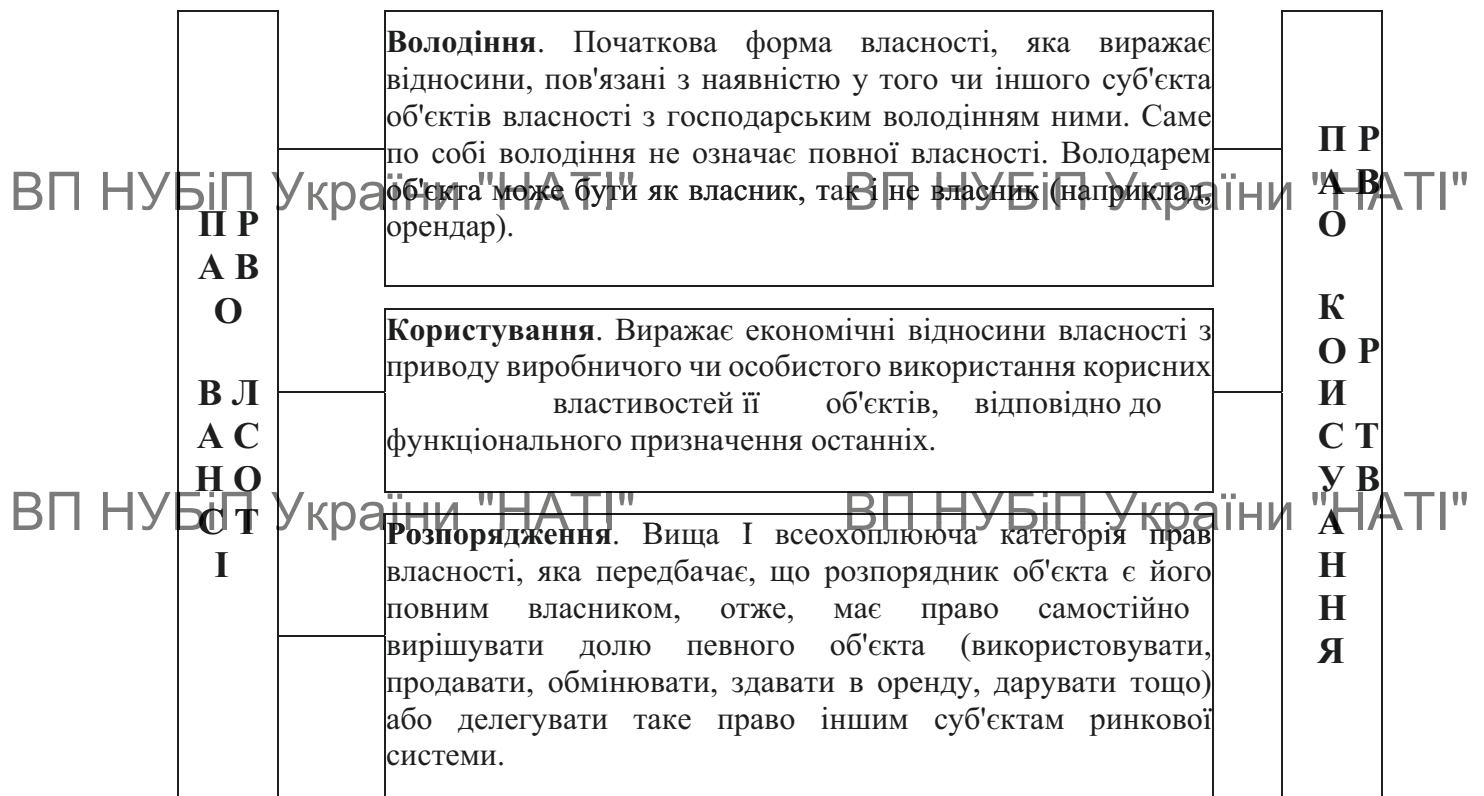 Володіння. Початкова форма власності, яка виражає
відносини, пов'язані з наявністю у того чи іншого суб'єкта
об'єктів власності з господарським володінням ними. Саме
по собі володіння не означає повної власності. Володарем
об'єкта може бути як власник, так і не власник (наприклад,
орендар).
Користування. Виражає економічні відносини власності з
приводу виробничого чи особистого використання корисних
властивостей її об'єктів, відповідно до
функціонального призначення останніх.
Розпорядження. Вища І всеохоплююча категорія прав
власності, яка передбачає, що розпорядник об'єкта є його
повним власником, отже, має право самостійно
вирішувати долю певного об'єкта (використовувати,
продавати, обмінювати, здавати в оренду, дарувати тощо)
або делегувати таке право іншим суб'єктам ринкової
системи.
П Р
А В
О
В Л
А С
Н О
С Т
І
П Р
А В
О
К
О Р
И
С Т
У В
А
Н
Н
Я
ВП НУБіП України "НАТІ"
ВП НУБіП України "НАТІ"
ВП НУБіП України "НАТІ"
ВП НУБіП України "НАТІ"